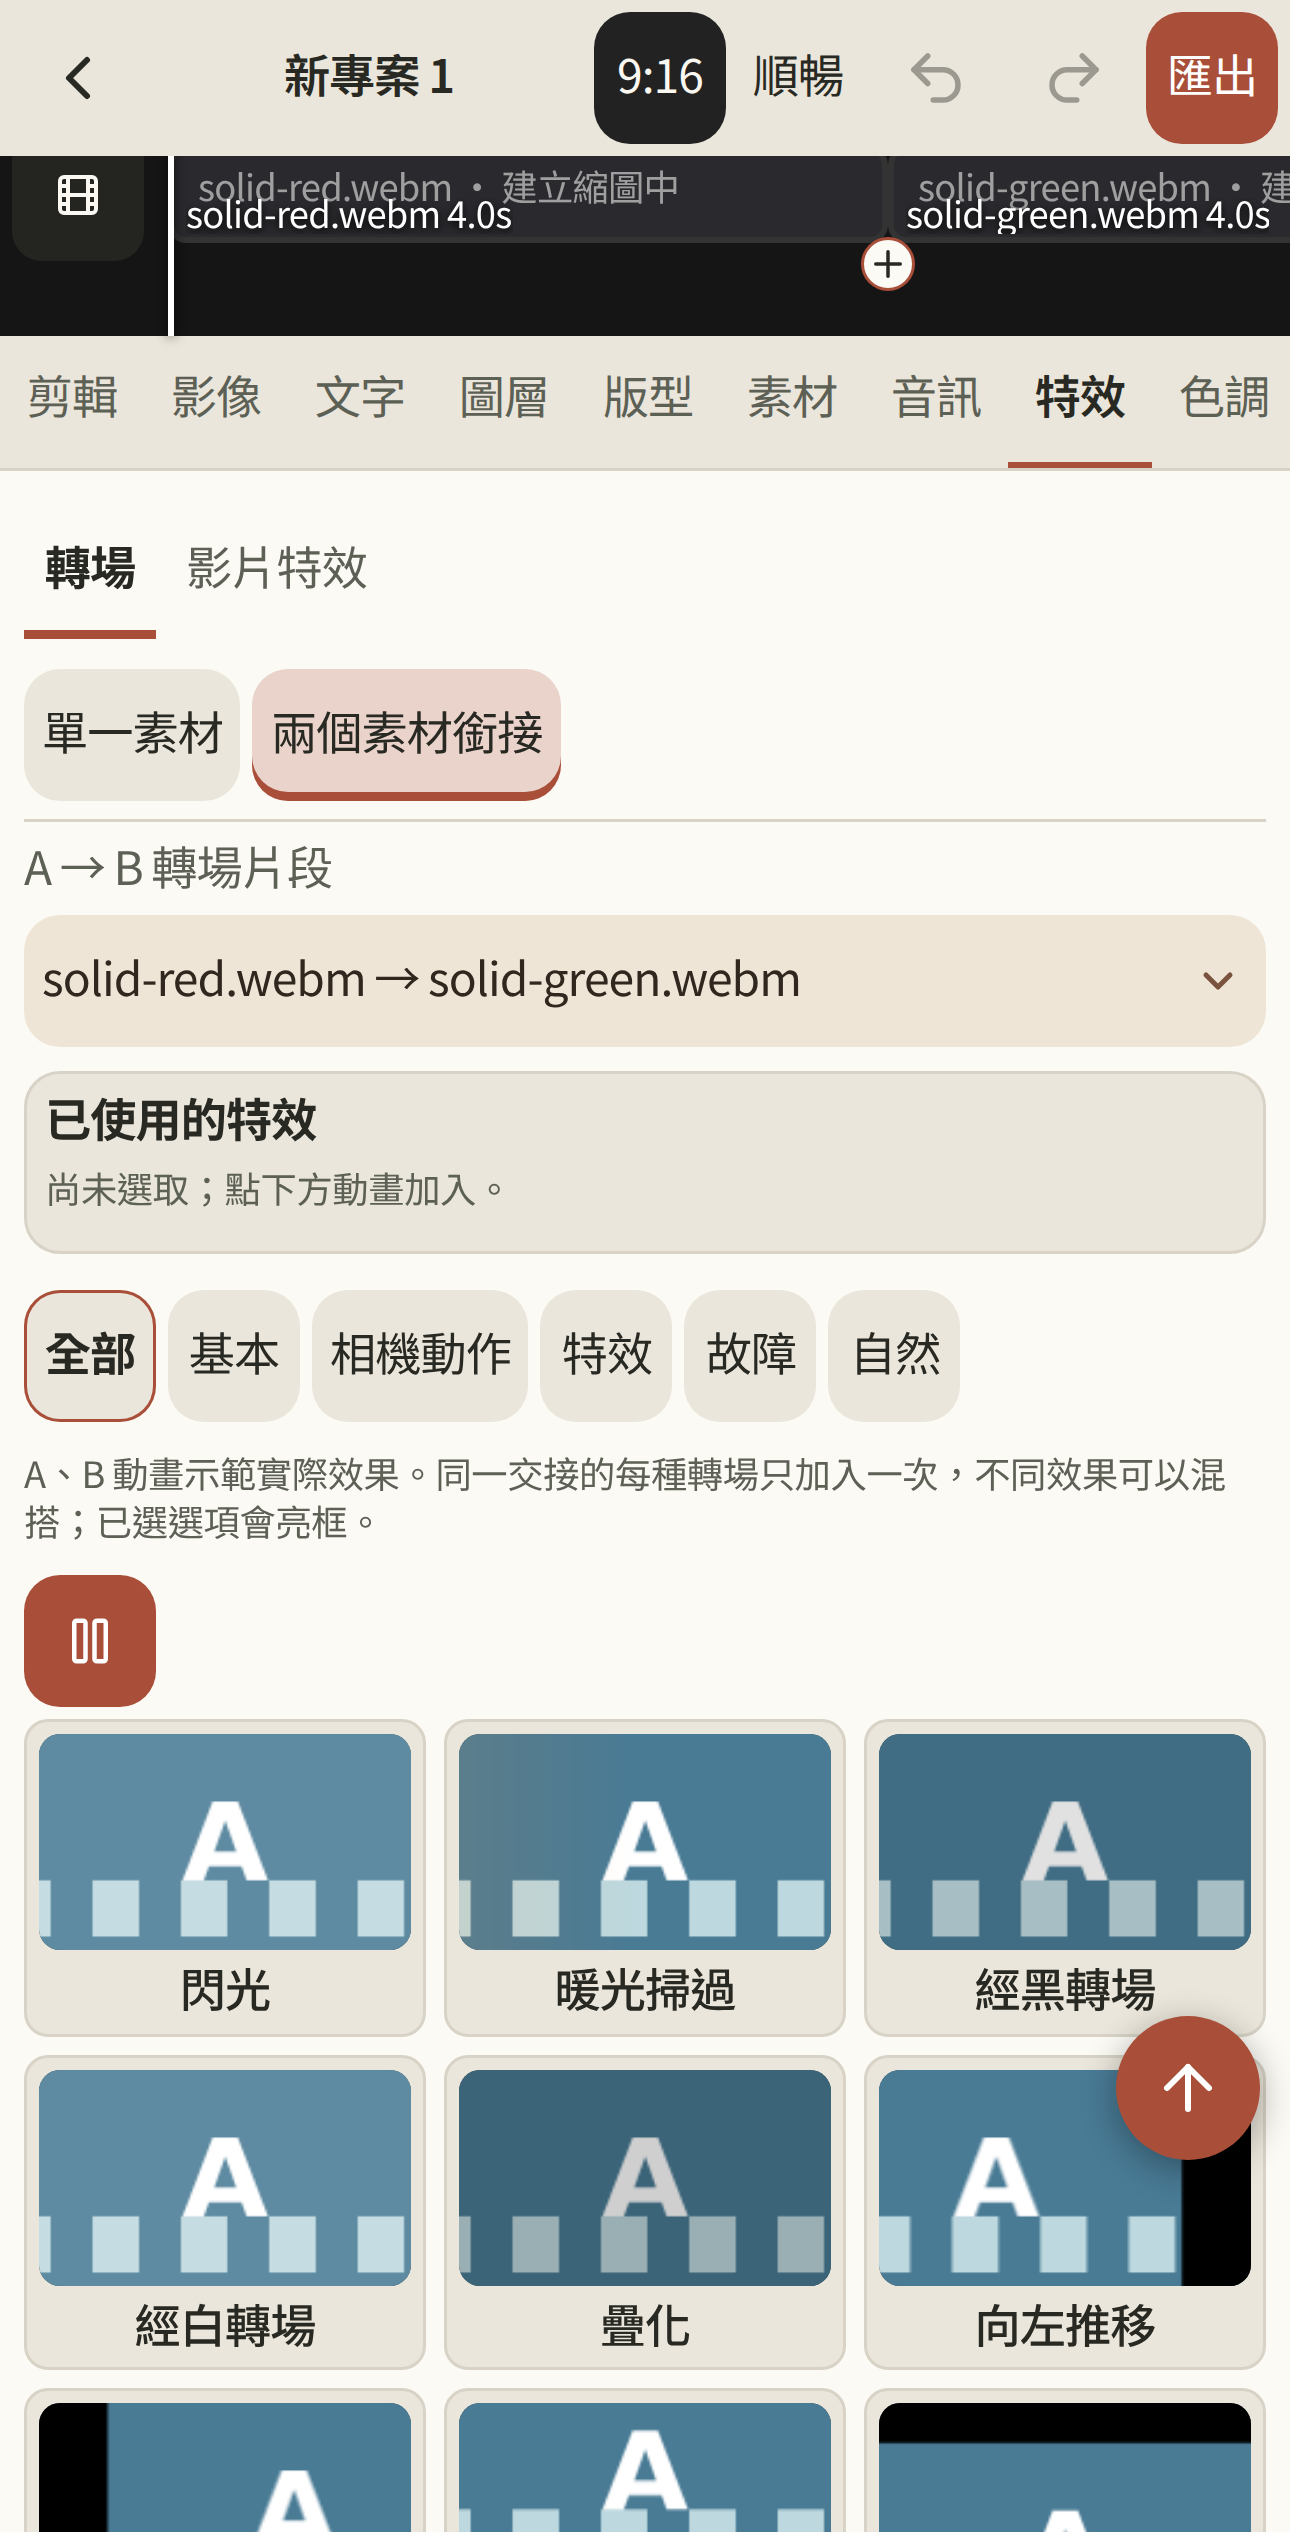 新專案 1
9:16
順暢
匯出
solid-red.webm · 建立縮圖中
solid-green.webm · 建
solid-red.webm 4.0s
solid-green.webm 4.0s
剪輯
影像
文字
圖層
版型
素材
音訊
特效
色調
轉場
影片特效
單一素材
兩個素材銜接
A → B 轉場片段
solid-red.webm → solid-green.webm
已使用的特效
尚未選取；點下方動畫加入。
全部
基本
相機動作
特效
故障
自然
A、B 動畫示範實際效果。同一交接的每種轉場只加入一次，不同效果可以混
搭；已選選項會亮框。
A
A
A
閃光
暖光掃過
經黑轉場
A
A
A
經白轉場
疊化
向左推移
A
A
A